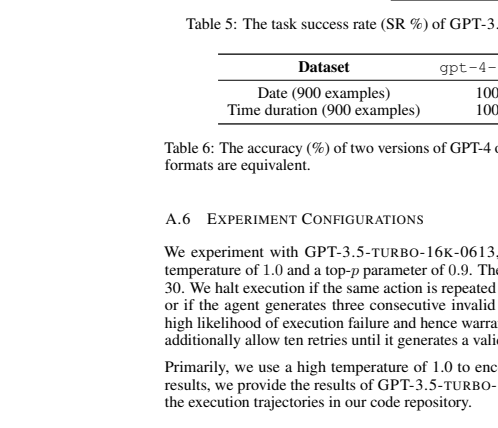 Table 5: The task success rate (SR %) of GPT-3.
Dataset gpt-4-
Date (900 examples) 100
Time duration (900 examples) 100
Table 6: The accuracy (%) of two versions of GPT-4 o
formats are equivalent.
A.6 EXPERIMENT CONFIGURATIONS
We experiment with GPT-3.5-TURBO-16K-0613,
temperature of 1.0 and a top-p parameter of 0.9. The
30. We halt execution if the same action is repeated
or if the agent generates three consecutive invalid
high likelihood of execution failure and hence warra
additionally allow ten retries until it generates a vali
Primarily, we use a high temperature of 1.0 to enc
results, we provide the results of GPT-3.5-TURBO-
the execution trajectories in our code repository.